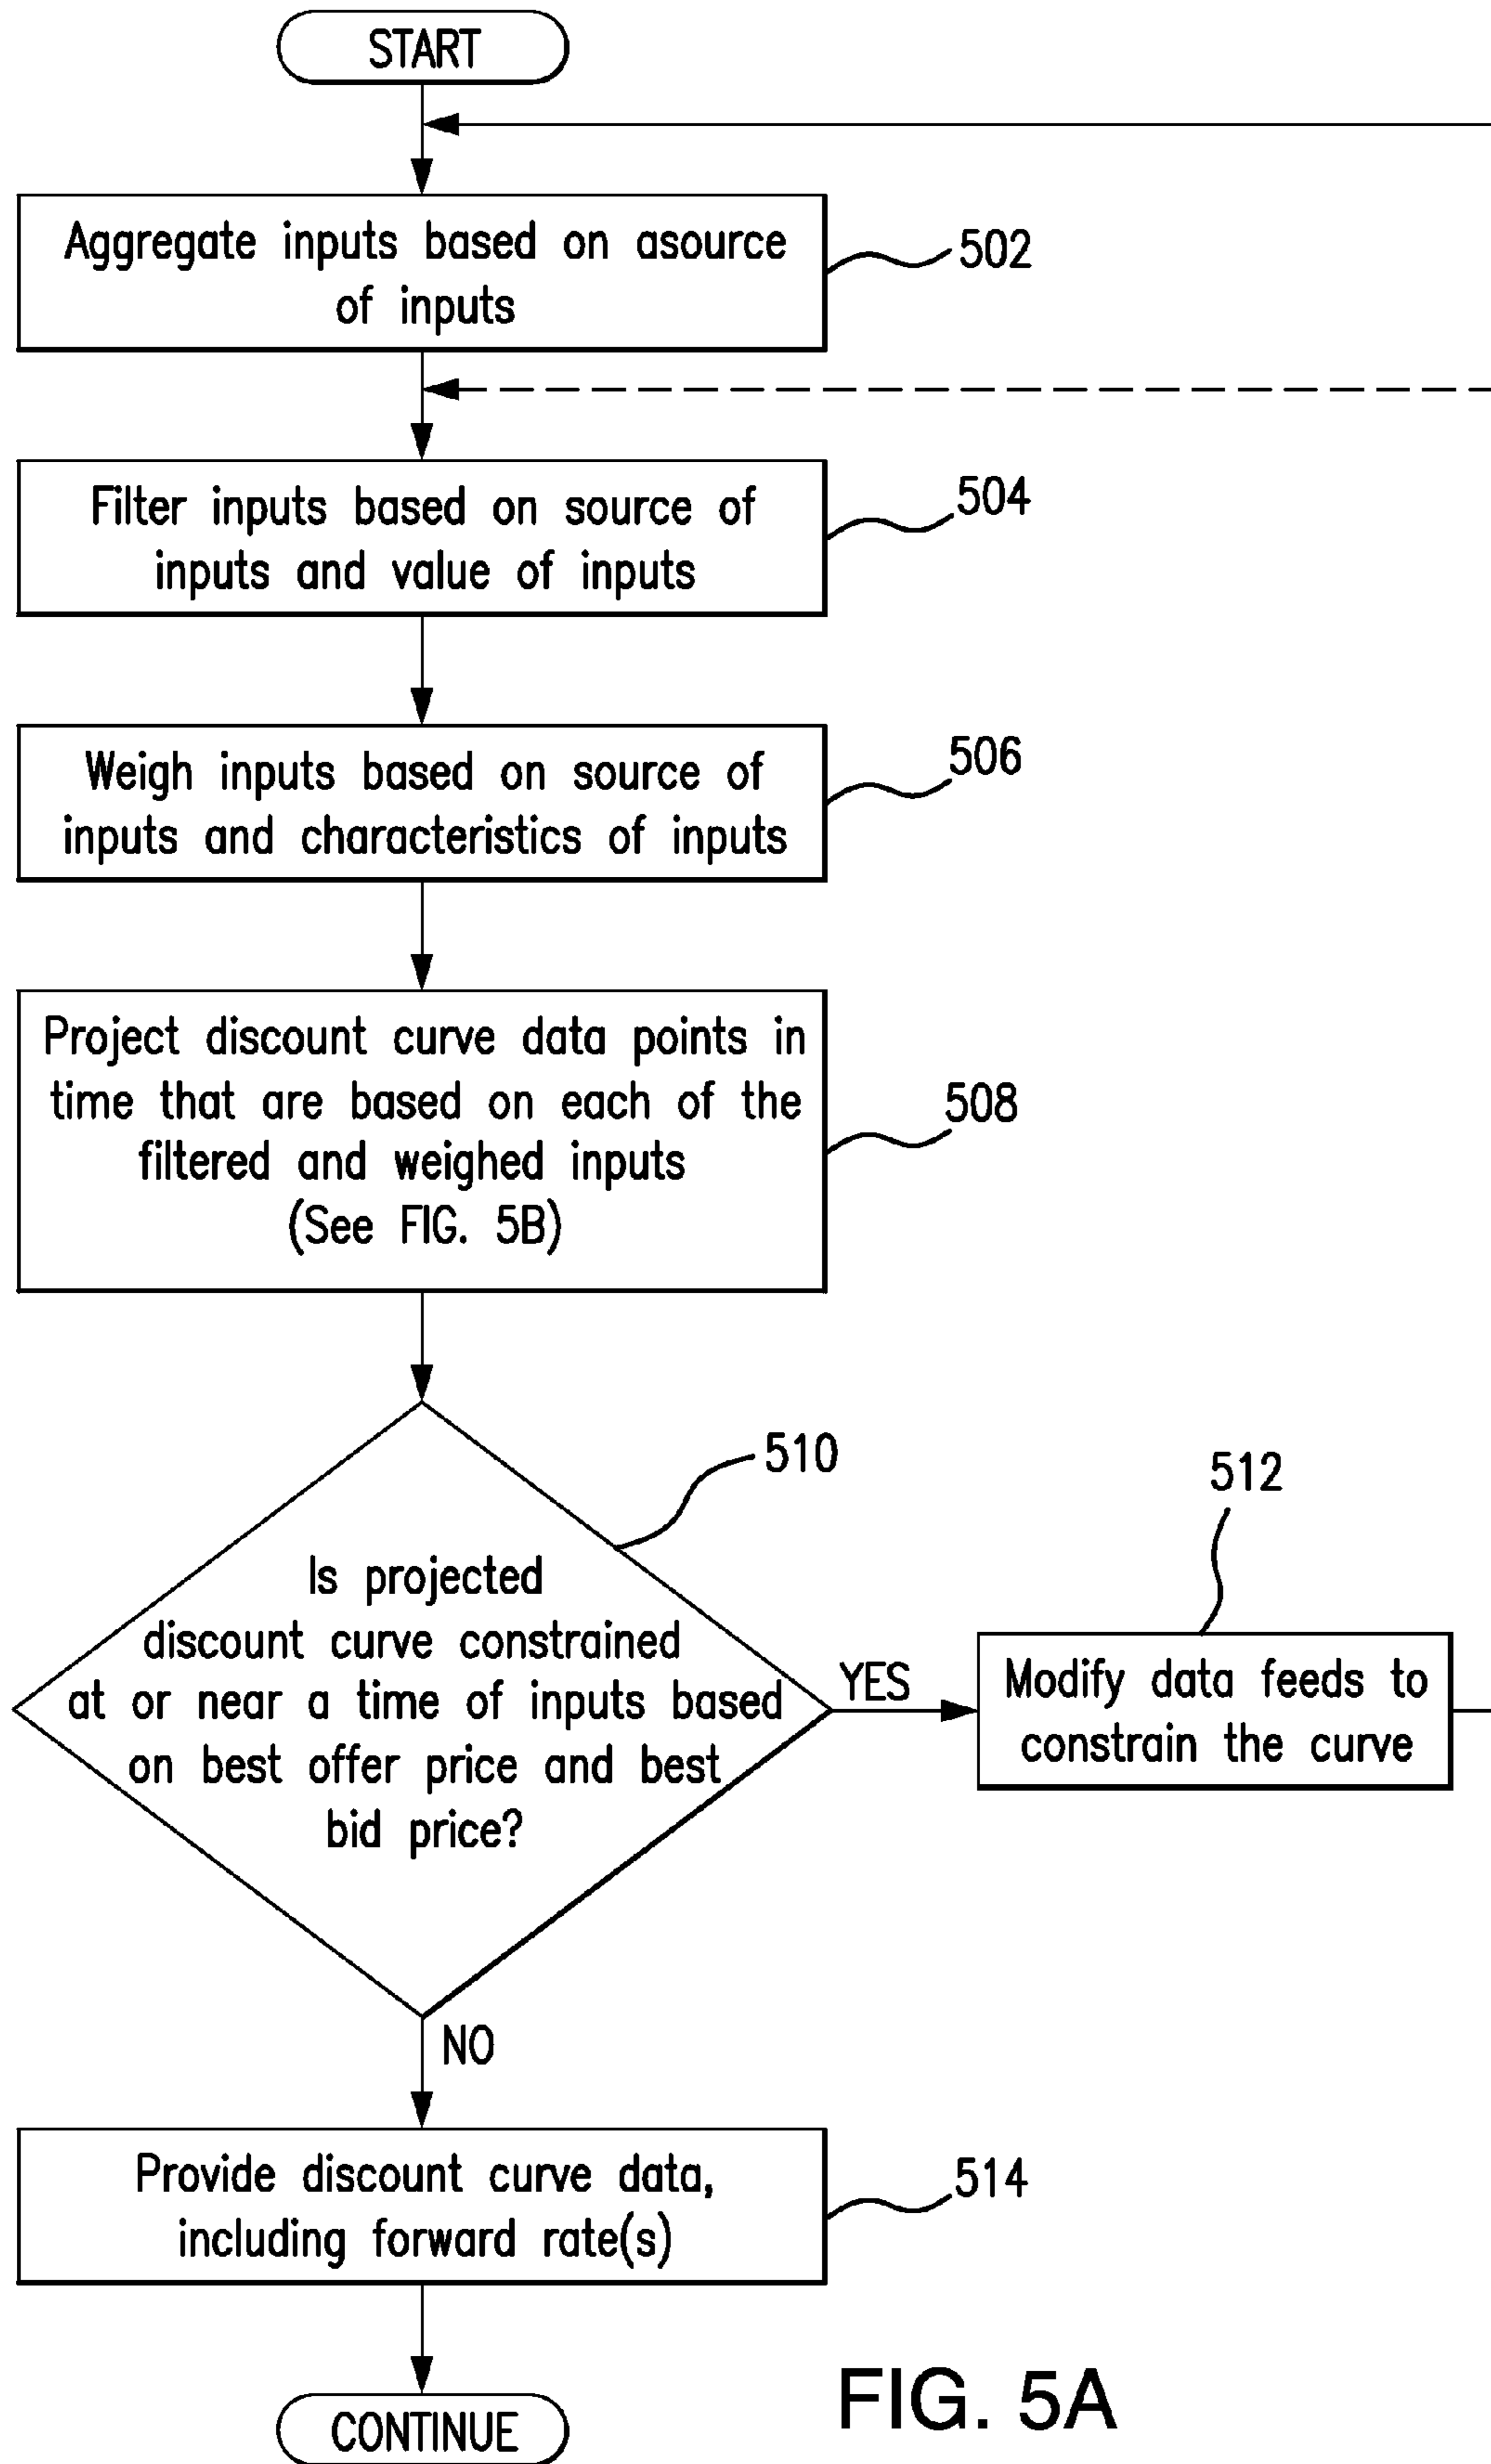 START
Aggregate inputs based on asource
of inputs
502
Filter inputs based on source of
inputs and value of inputs
504
Weigh inputs based on source of
inputs and characteristics of inputs
506
Project discount curve data points in
time that are based on each of the
filtered and weighed inputs
(See FIG. 5B)
508
510
Is projected
discount curve constrained
at or near a time of inputs based
on best offer price and best
bid price?
YES
512
Modify data feeds to
constrain the curve
NO
Provide discount curve data,
including forward rate(s)
514
CONTINUE
FIG. 5A